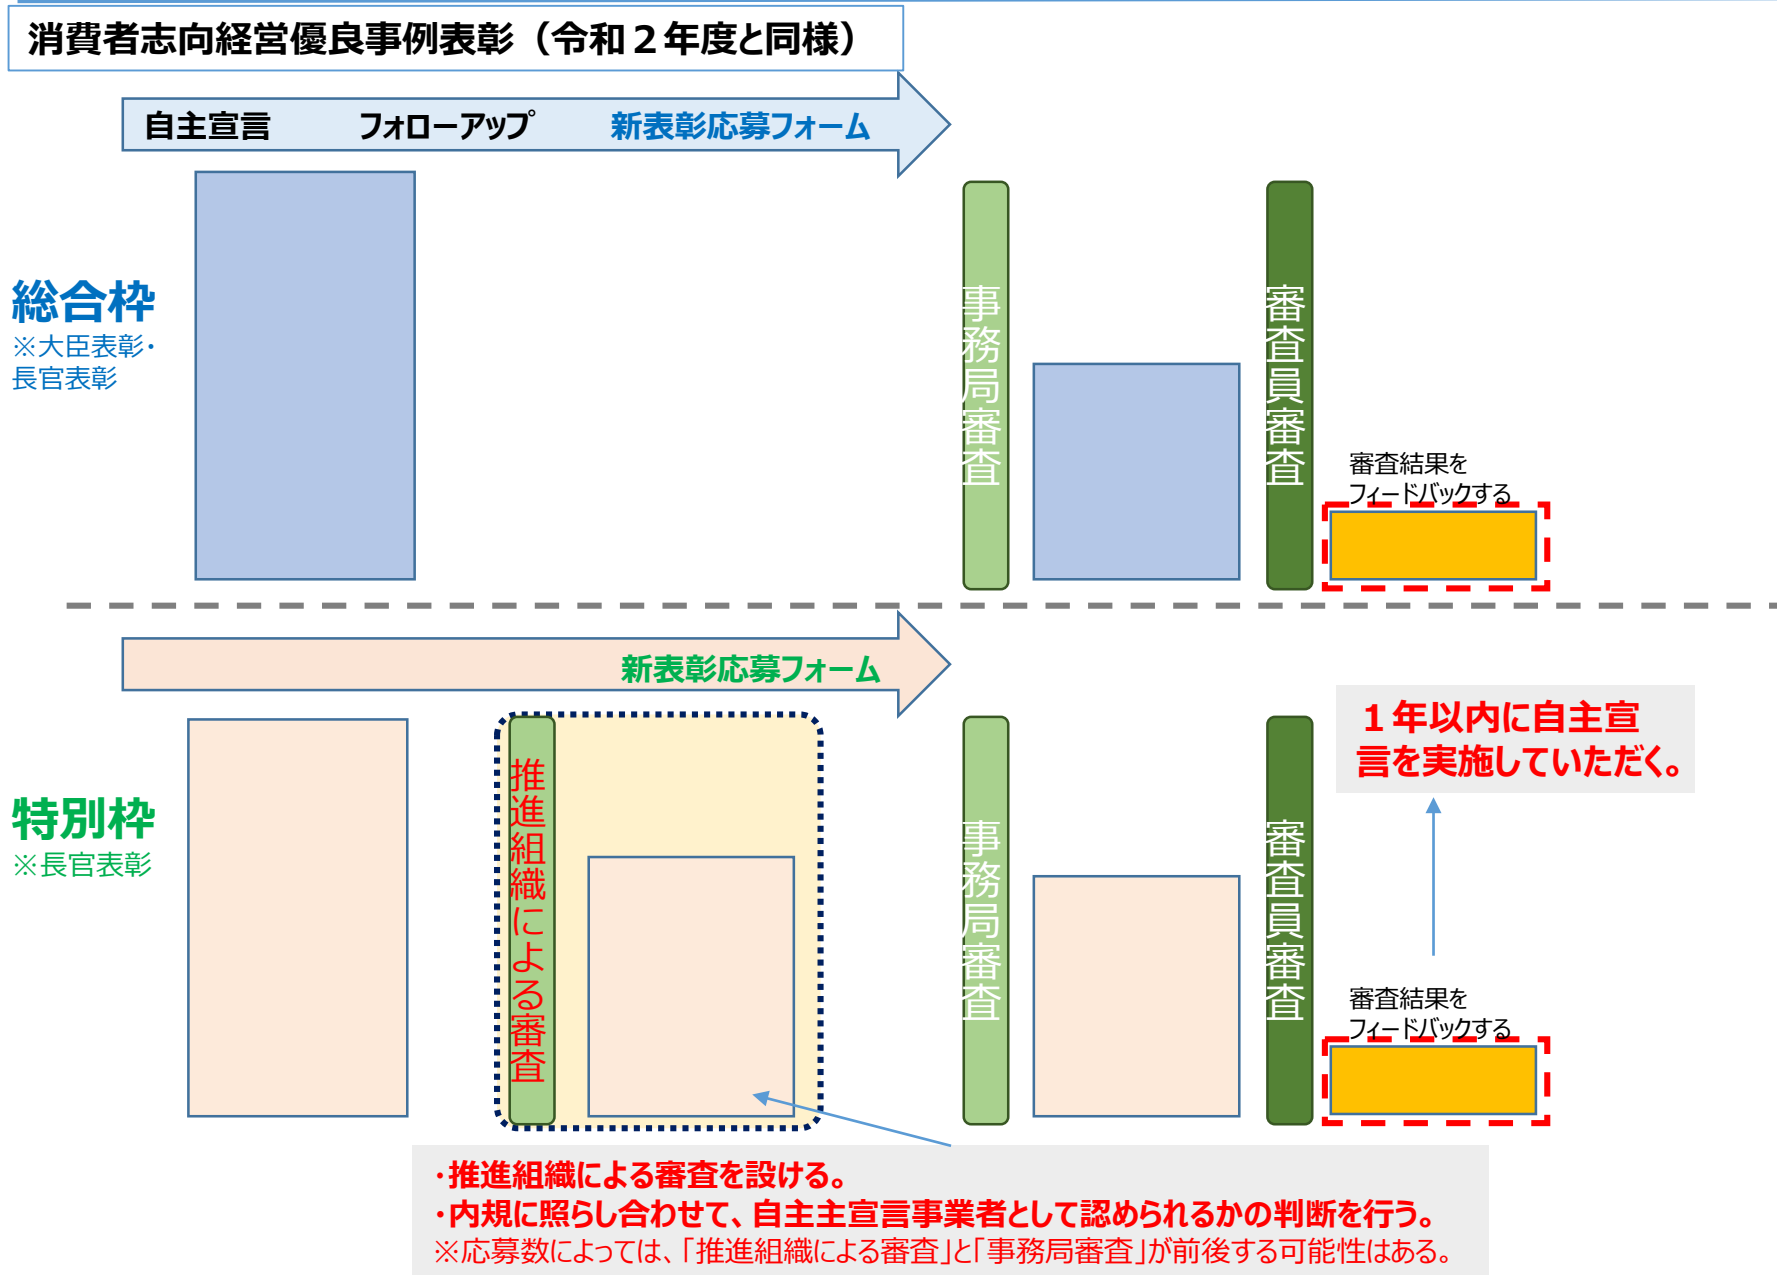 消費者志向経営優良事例表彰（令和２年度と同様）
自主宣言 フォローアップ 新表彰応募フォーム
総合枠
※大臣表彰・
長官表彰
事務局審査
審査員審査
審査結果を
フィードバックする
新表彰応募フォーム
特別枠
※長官表彰
推進組織による審査
事務局審査
審査員審査
１年以内に自主宣
言を実施していただく。
審査結果を
フィードバックする
・推進組織による審査を設ける。
・内規に照らし合わせて、自主主宣言事業者として認められるかの判断を行う。
※応募数によっては、「推進組織による審査」と「事務局審査」が前後する可能性はある。